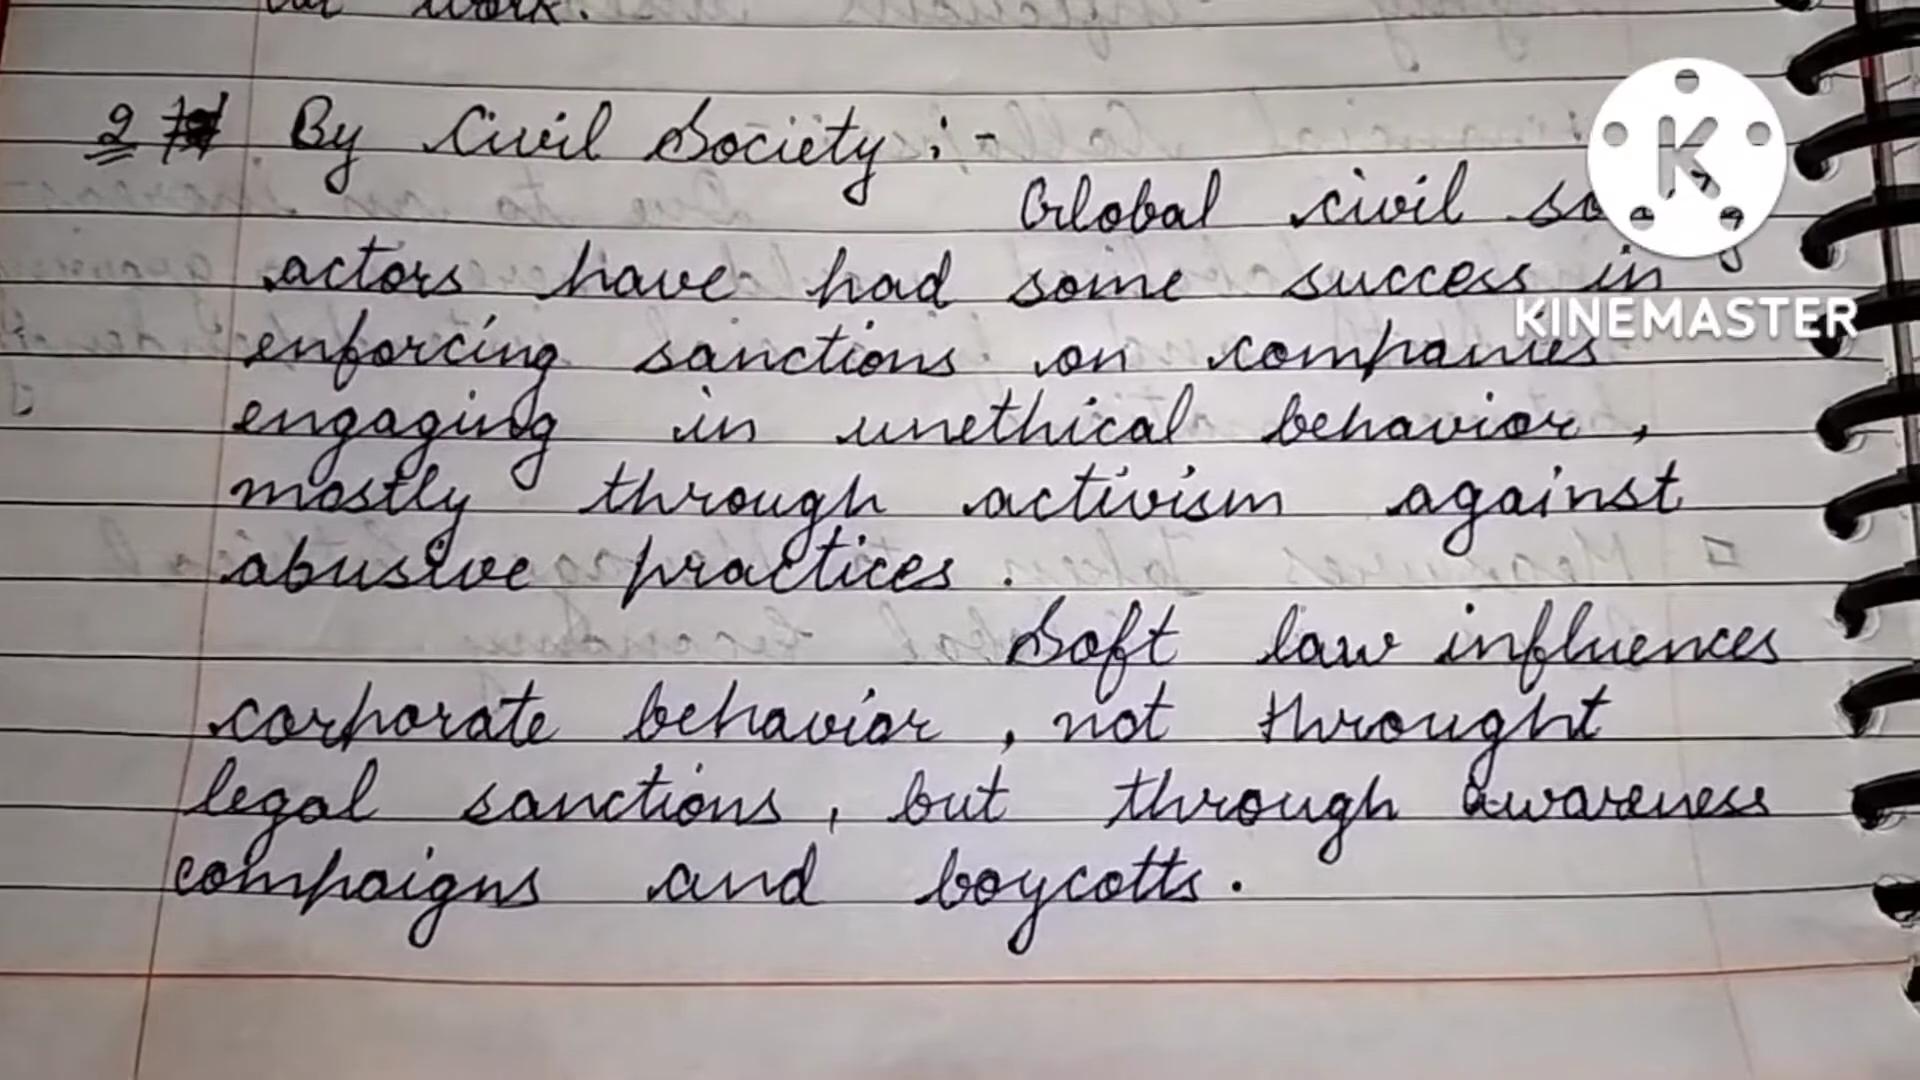 work.
2 By Civil Society :-
Global civil
actors have had some success in
KINEMASTER
enforcing sanctions on companies
engaging in unethical behavior,
mostly through activism against
abusive practices.
Soft law influences
corporate behavior, not throught
legal sanctions, but through awareness
compaigns and boycotts.